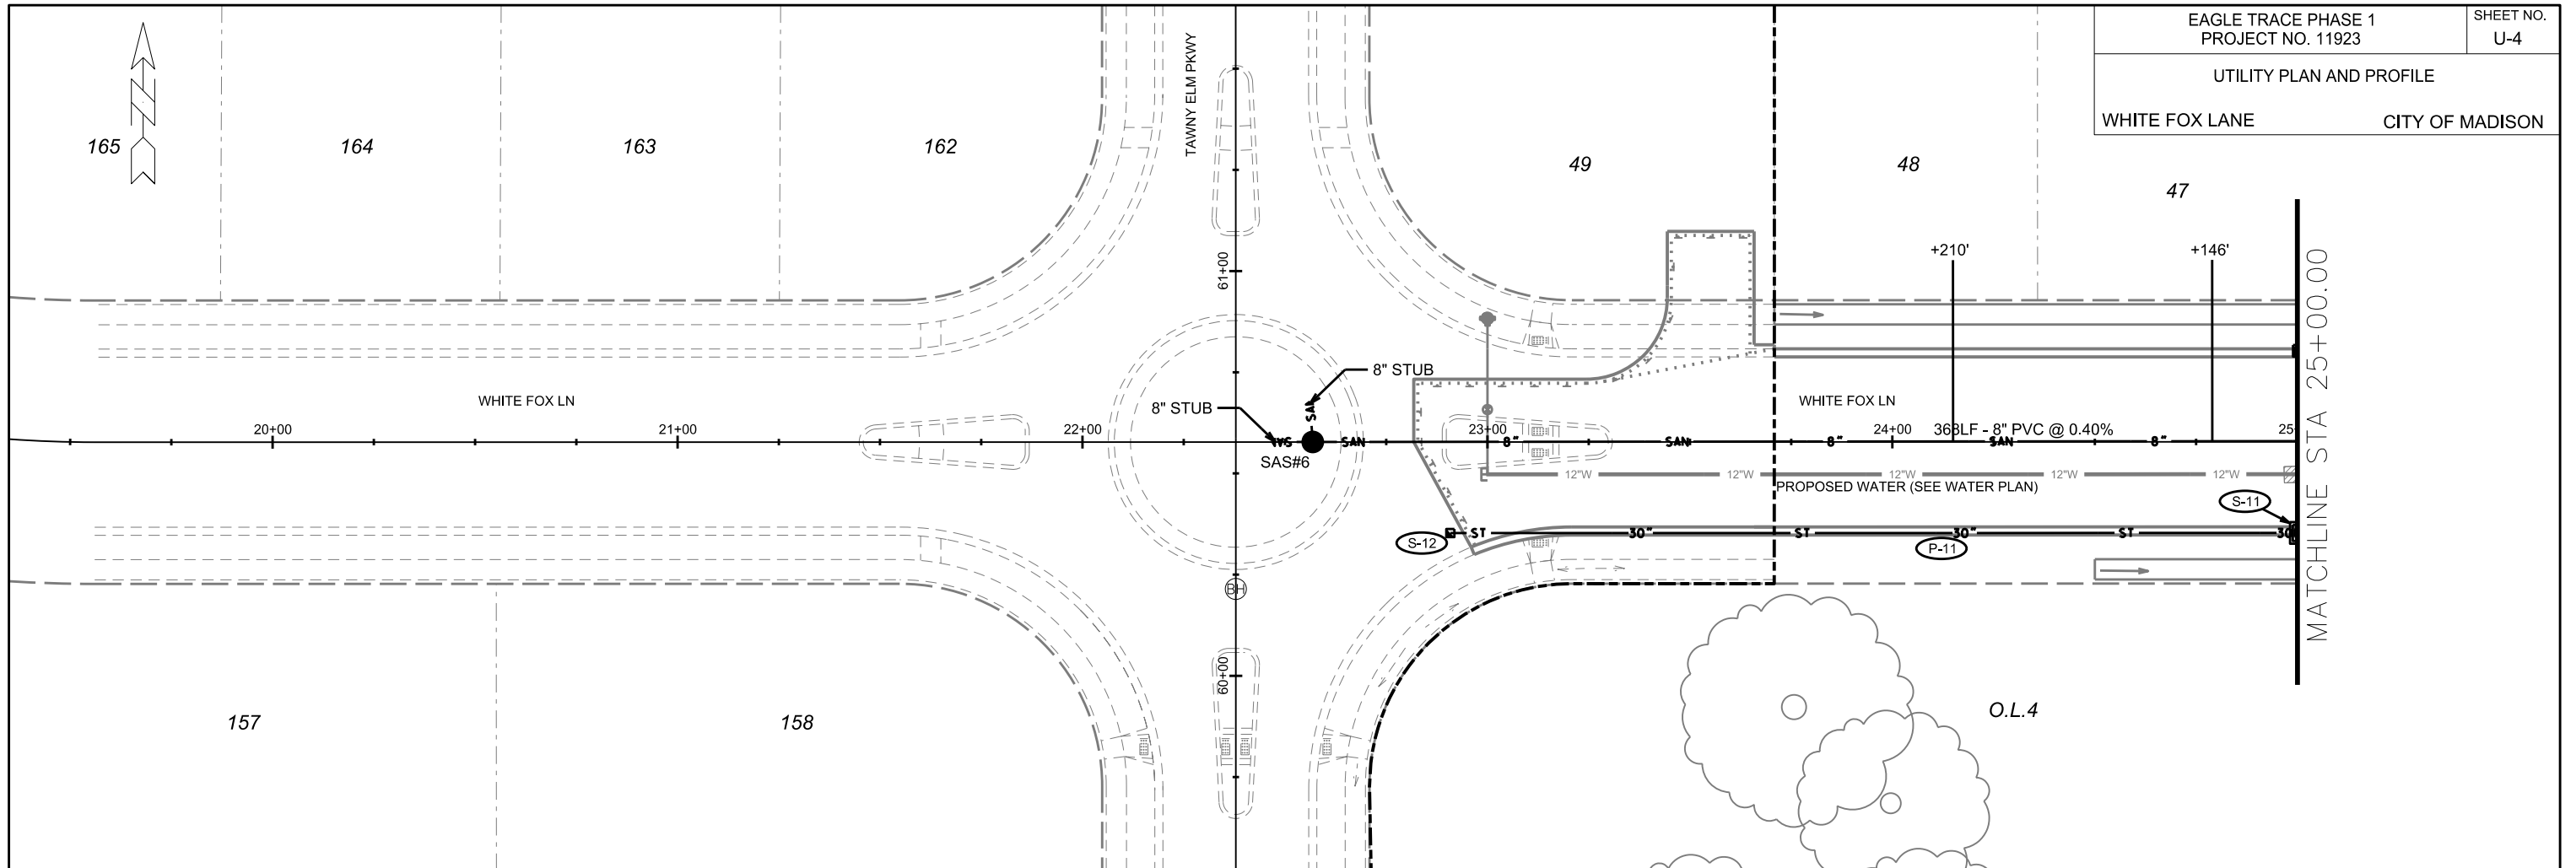 EAGLE TRACE PHASE 1
PROJECT NO. 11923
SHEET NO.
U-4
UTILITY PLAN AND PROFILE
WHITE FOX LANE
CITY OF MADISON
N
TAWNY ELM PKWY
165
164
163
162
49
48
47
+210'
+146'
61+00
MATCHLINE STA 25+00.00
8" STUB
8" STUB
WHITE FOX LN
WHITE FOX LN
20+00
21+00
22+00
23+00
24+00
368LF - 8" PVC @ 0.40%
25
SAN
SAN
8"
SAN
8"
SAN
8"
SAS#6
12"W
12"W
12"W
12"W
12"W
PROPOSED WATER (SEE WATER PLAN)
S-11
S-12
ST
30"
ST
30"
ST
30
P-11
BH
60+00
157
158
O.L.4